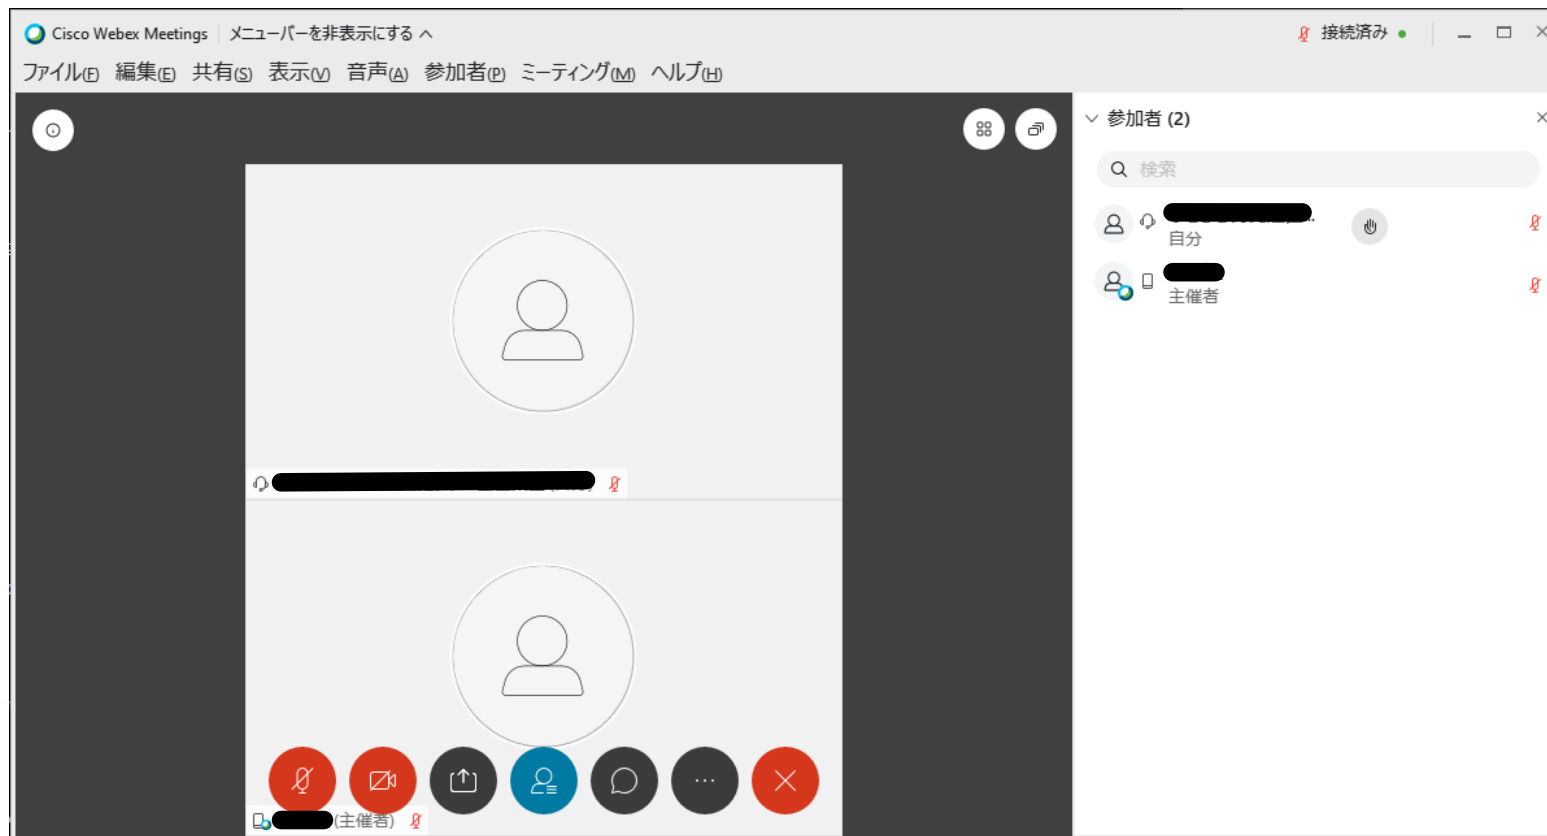 Cisco Webex Meetings メニューバーを非表示にする 接続済み
ファイル(F) 編集(E) 共有(S) 表示(V) 音声(A) 参加者(P) ミーティング(M) ヘルプ(H)
参加者 (2)
検索
自分
主催者
(主催者)